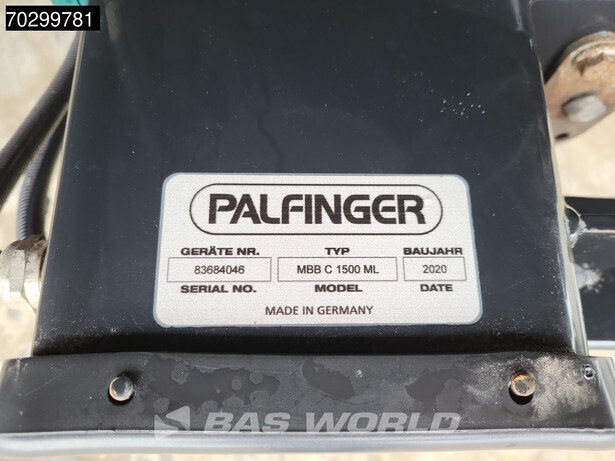 70299781
PALFINGER
GERÄTE NR. TYP BAUJAHR
83684046 MBB C 1500 ML 2020
SERIAL NO. MODEL DATE
MADE IN GERMANY
BAS WORLD